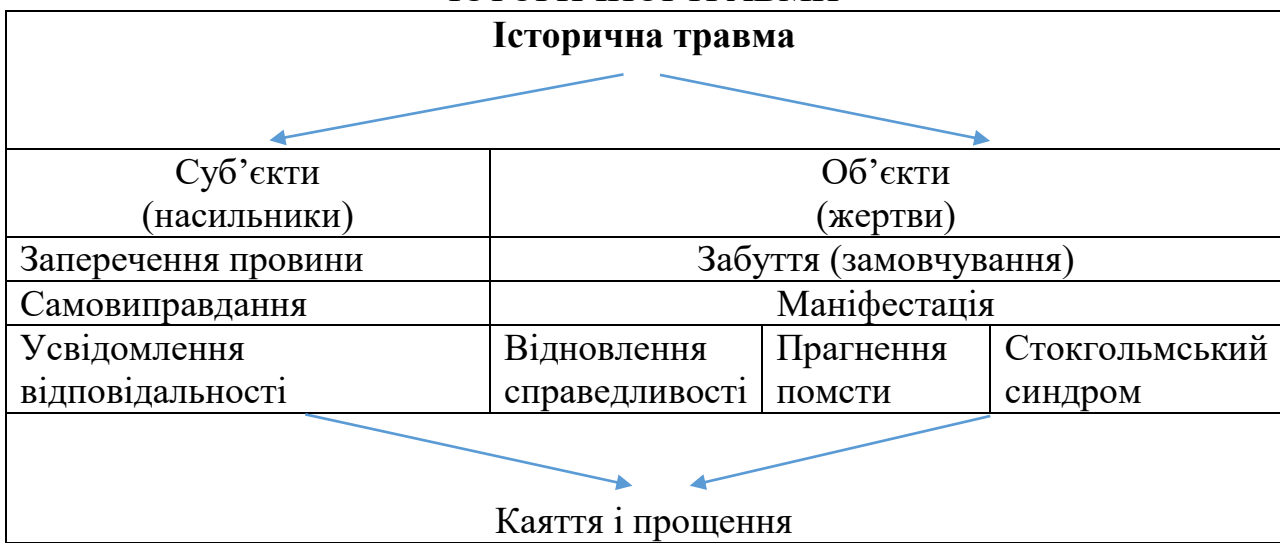 Історична травма
Суб’єкти
(насильники)
Об’єкти
(жертви)
Заперечення провини
Забуття (замовчування)
Самовиправдання
Маніфестація
Усвідомлення
відповідальності
Відновлення
справедливості
Прагнення
помсти
Стокгольмський
синдром
Каяття і прощення